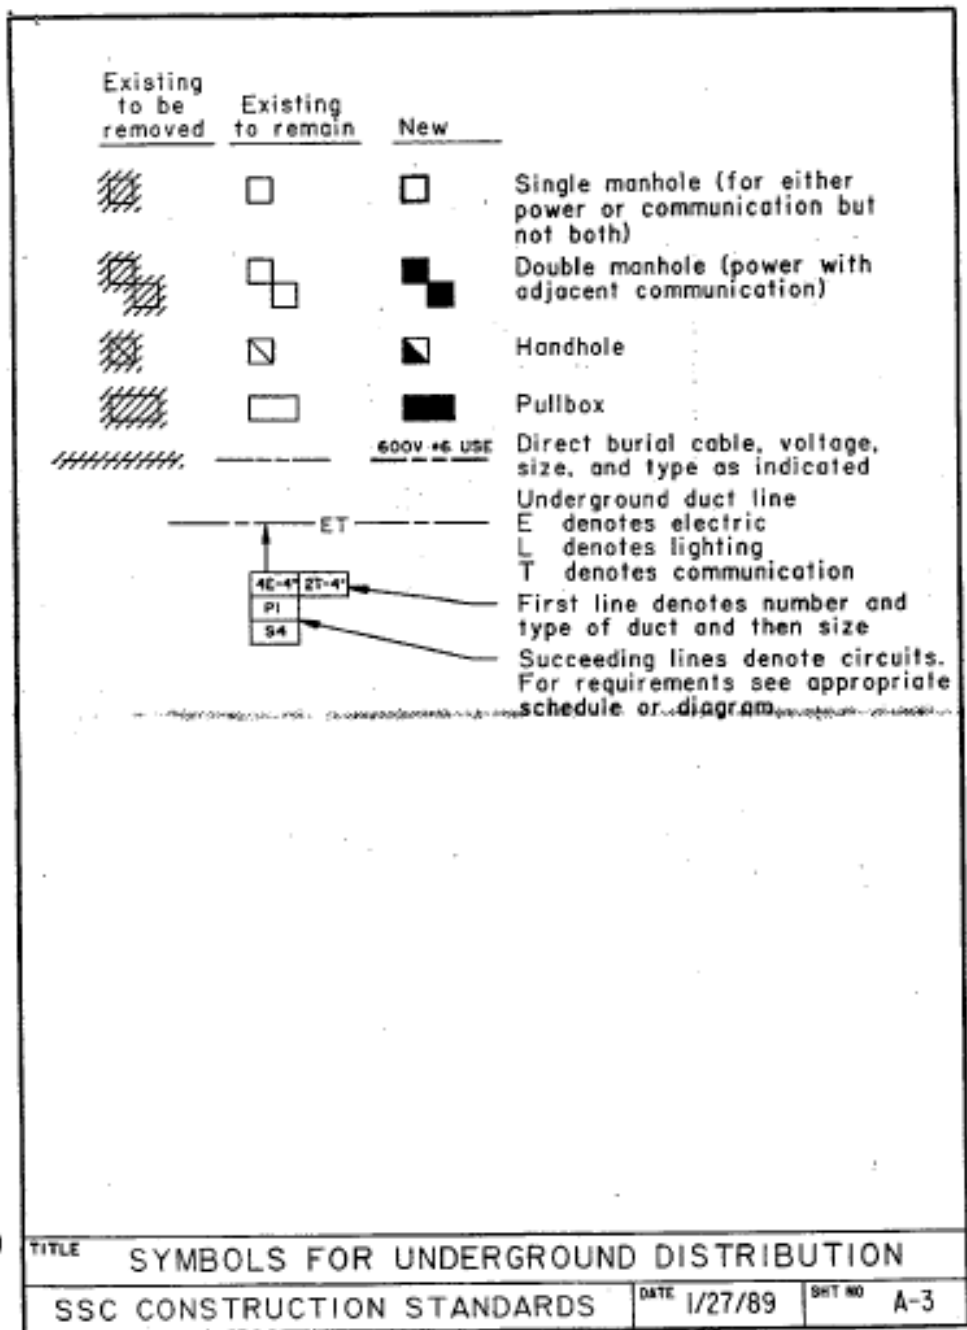 Existing
to be
removed
Existing
to remain
New
Single manhole (for either
power or communication but
not both)
Double manhole (power with
adjacent communication)
Handhole
Pullbox
600V #6 USE
Direct burial cable, voltage,
size, and type as indicated
Underground duct line
E denotes electric
L denotes lighting
T denotes communication
ET
4E-4" 2T-4"
P1
S4
First line denotes number and
type of duct and then size
Succeeding lines denote circuits.
For requirements see appropriate
schedule or diagram
TITLE SYMBOLS FOR UNDERGROUND DISTRIBUTION
SSC CONSTRUCTION STANDARDS DATE 1/27/89 SHT NO A-3